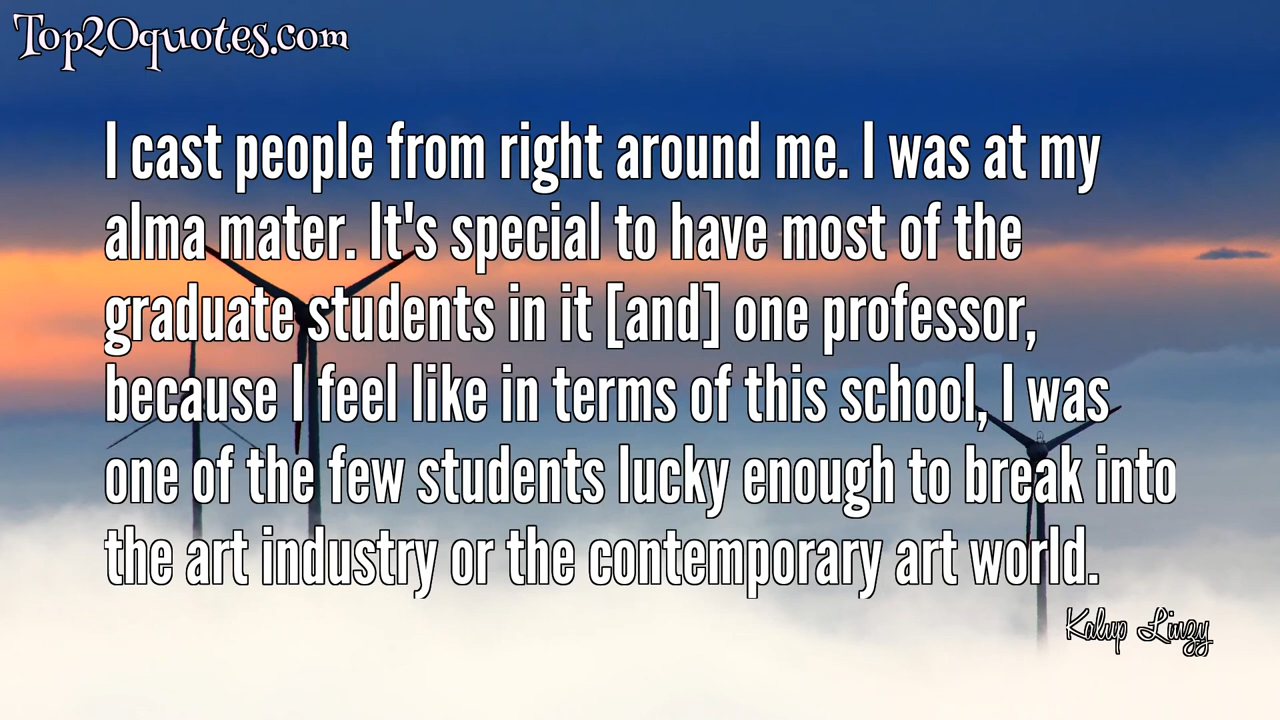 Top20quotes.com
I cast people from right around me. I was at my
alma mater. It's special to have most of the
graduate students in it [and] one professor,
because I feel like in terms of this school, I was
one of the few students lucky enough to break into
the art industry or the contemporary art world.
Kalup Linzy